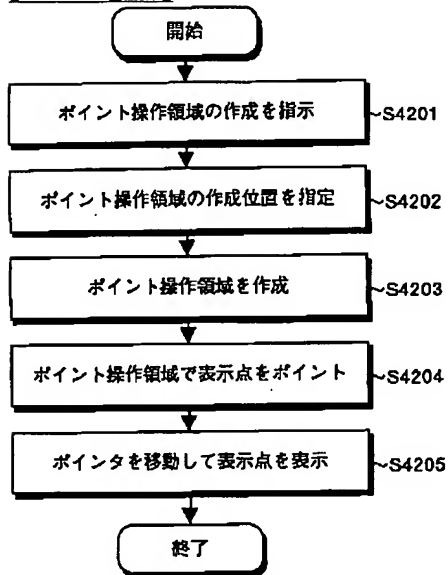 開始
ポイント操作領域の作成を指示
~S4201
ポイント操作領域の作成位置を指定
~S4202
ポイント操作領域を作成
~S4203
ポイント操作領域で表示点をポイント
~S4204
ポインタを移動して表示点を表示
~S4205
終了